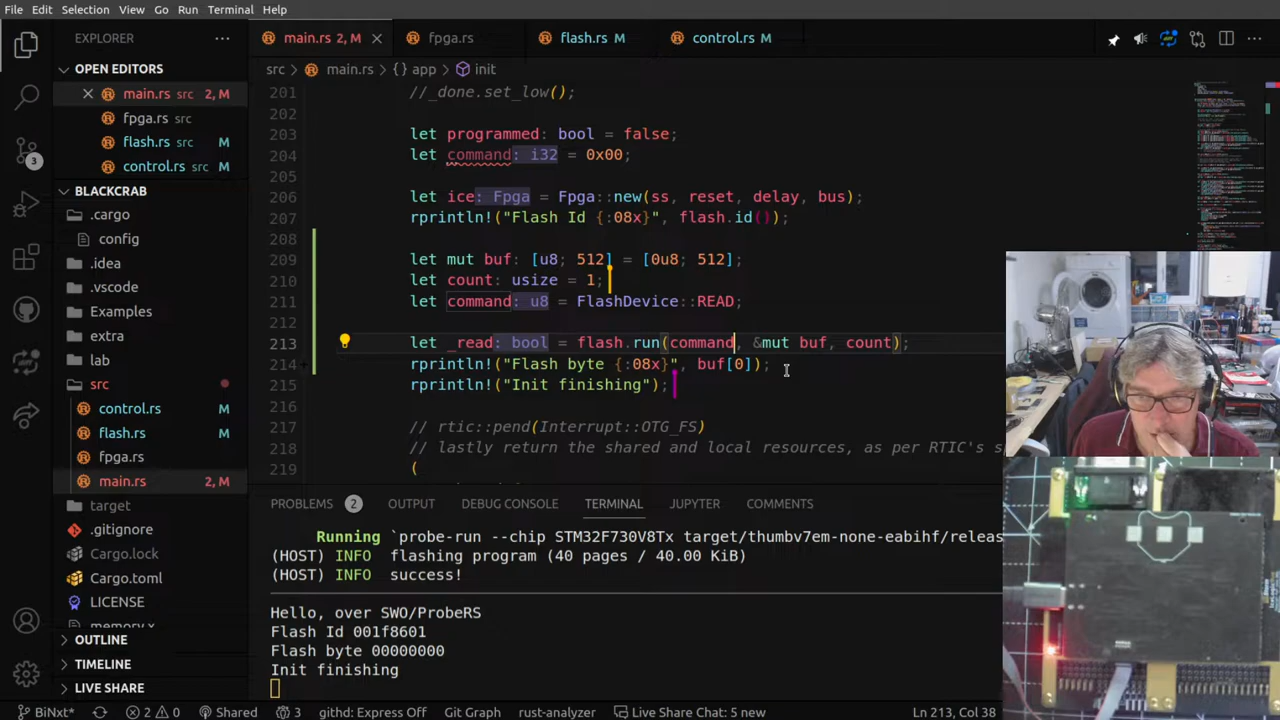 File Edit Selection View Go Run Terminal Help
EXPLORER
OPEN EDITORS
main.rs src 2, M
fpga.rs src
flash.rs src M
control.rs src M
BLACKCRAB
.cargo
config
.idea
.vscode
Examples
extra
lab
src
control.rs M
flash.rs M
fpga.rs
main.rs 2, M
target
.gitignore
Cargo.lock
Cargo.toml
LICENSE
memory.x
OUTLINE
TIMELINE
LIVE SHARE
main.rs 2, M fpga.rs flash.rs M control.rs M
src > main.rs > {} app > init
201 //_done.set_low();
202
203 let programmed: bool = false;
204 let command: i32 = 0x00;
205
206 let ice: Fpga = Fpga::new(ss, reset, delay, bus);
207 rprintln!("Flash Id {:08x}", flash.id());
208
209 let mut buf: [u8; 512] = [0u8; 512];
210 let count: usize = 1;
211 let command: u8 = FlashDevice::READ;
212
213 let _read: bool = flash.run(command, &mut buf, count);
214 rprintln!("Flash byte {:08x}", buf[0]);
215 rprintln!("Init finishing");
216
217 // rtic::pend(Interrupt::OTG_FS)
218 // lastly return the shared and local resources, as per RTIC's s
219 (
PROBLEMS 2 OUTPUT DEBUG CONSOLE TERMINAL JUPYTER COMMENTS
Running `probe-run --chip STM32F730V8Tx target/thumbv7em-none-eabihf/releas
(HOST) INFO flashing program (40 pages / 40.00 KiB)
(HOST) INFO success!
Hello, over SWO/ProbeRS
Flash Id 001f8601
Flash byte 00000000
Init finishing
BiNxt* 2 0 Shared 3 githd: Express Off Git Graph rust-analyzer Live Share Chat: 5 new Ln 213, Col 38